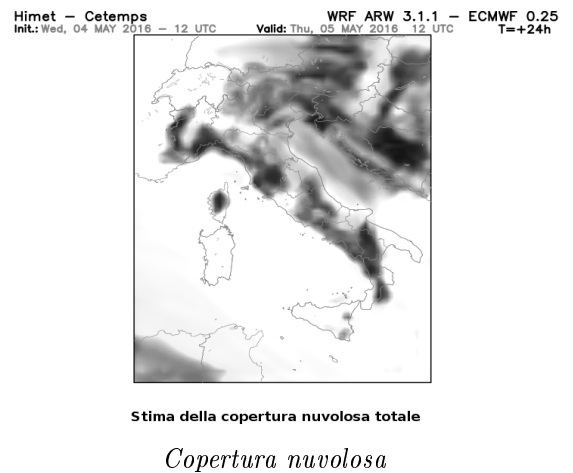 Himet – Cetemps WRF ARW 3.1.1 – ECMWF 0.25
Init.: Wed, 04 MAY 2016 – 12 UTC Valid: Thu, 05 MAY 2016 12 UTC T=+24h
Stima della copertura nuvolosa totale
Copertura nuvolosa